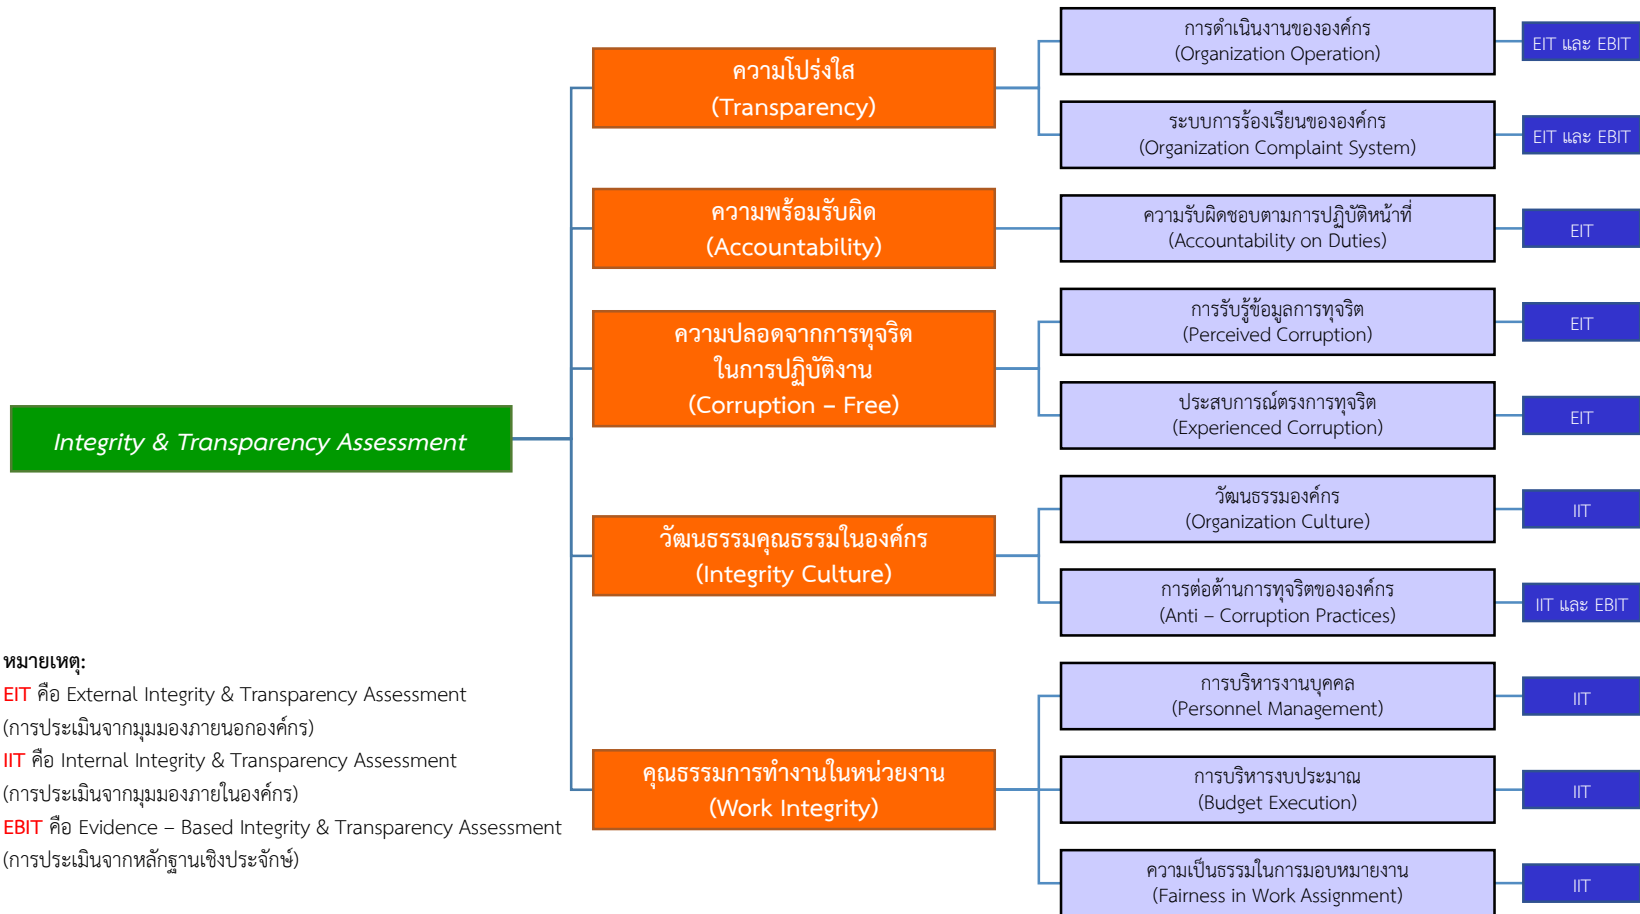 Integrity & Transparency Assessment
ความโปร่งใส
(Transparency)
การดำเนินงานขององค์กร
(Organization Operation)
EIT และ EBIT
ระบบการร้องเรียนขององค์กร
(Organization Complaint System)
EIT และ EBIT
ความพร้อมรับผิด
(Accountability)
ความรับผิดชอบตามการปฏิบัติหน้าที่
(Accountability on Duties)
EIT
ความปลอดจากการทุจริต
ในการปฏิบัติงาน
(Corruption – Free)
การรับรู้ข้อมูลการทุจริต
(Perceived Corruption)
EIT
ประสบการณ์ตรงการทุจริต
(Experienced Corruption)
EIT
วัฒนธรรมคุณธรรมในองค์กร
(Integrity Culture)
วัฒนธรรมองค์กร
(Organization Culture)
IIT
การต่อต้านการทุจริตขององค์กร
(Anti – Corruption Practices)
IIT และ EBIT
คุณธรรมการทำงานในหน่วยงาน
(Work Integrity)
การบริหารงานบุคคล
(Personnel Management)
IIT
การบริหารงบประมาณ
(Budget Execution)
IIT
ความเป็นธรรมในการมอบหมายงาน
(Fairness in Work Assignment)
IIT
หมายเหตุ:
EIT คือ External Integrity & Transparency Assessment
(การประเมินจากมุมมองภายนอกองค์กร)
IIT คือ Internal Integrity & Transparency Assessment
(การประเมินจากมุมมองภายในองค์กร)
EBIT คือ Evidence – Based Integrity & Transparency Assessment
(การประเมินจากหลักฐานเชิงประจักษ์)